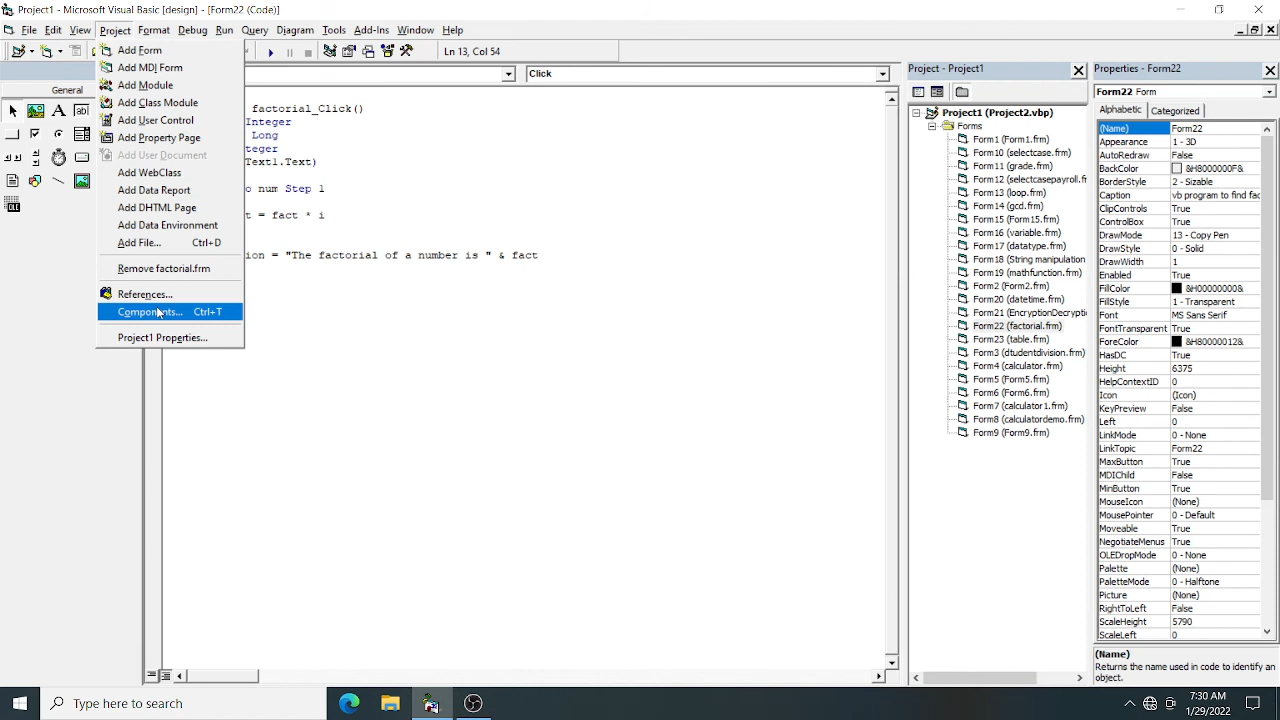 Project1 - Microsoft Visual Basic [design] - [Form22 (Code)]
File Edit View Project Format Debug Run Query Diagram Tools Add-Ins Window Help
Ln 13, Col 54
General
Add Form
Add MDI Form
Add Module
Add Class Module
Add User Control
Add Property Page
Add User Document
Add WebClass
Add Data Report
Add DHTML Page
Add Data Environment
Add File... Ctrl+D
Remove factorial.frm
References...
Components... Ctrl+T
Project1 Properties...
Click
factorial_Click()
Integer
Long
teger
Text1.Text)
o num Step 1
t = fact * i
ion = "The factorial of a number is " & fact
Project - Project1
Project1 (Project2.vbp)
Forms
Form1 (Form1.frm)
Form10 (selectcase.frm)
Form11 (grade.frm)
Form12 (selectcasepayroll.fr
Form13 (loop.frm)
Form14 (gcd.frm)
Form15 (Form15.frm)
Form16 (variable.frm)
Form17 (datatype.frm)
Form18 (String manipulation
Form19 (mathfunction.frm)
Form2 (Form2.frm)
Form20 (datetime.frm)
Form21 (EncryptionDecryptio
Form22 (factorial.frm)
Form23 (table.frm)
Form3 (dtudentdivision.frm)
Form4 (calculator.frm)
Form5 (Form5.frm)
Form6 (Form6.frm)
Form7 (calculator1.frm)
Form8 (calculatordemo.frm)
Form9 (Form9.frm)
Properties - Form22
Form22 Form
Alphabetic Categorized
(Name) Form22
Appearance 1 - 3D
AutoRedraw False
BackColor &H8000000F&
BorderStyle 2 - Sizable
Caption vb program to find fac
ClipControls True
ControlBox True
DrawMode 13 - Copy Pen
DrawStyle 0 - Solid
DrawWidth 1
Enabled True
FillColor &H00000000&
FillStyle 1 - Transparent
Font MS Sans Serif
FontTransparent True
ForeColor &H80000012&
HasDC True
Height 6375
HelpContextID 0
Icon (Icon)
KeyPreview False
Left 0
LinkMode 0 - None
LinkTopic Form22
MaxButton True
MDIChild False
MinButton True
MouseIcon (None)
MousePointer 0 - Default
Moveable True
NegotiateMenus True
OLEDropMode 0 - None
Palette (None)
PaletteMode 0 - Halftone
Picture (None)
RightToLeft False
ScaleHeight 5790
ScaleLeft 0
(Name)
Returns the name used in code to identify an
object.
Type here to search
7:30 AM
1/29/2022